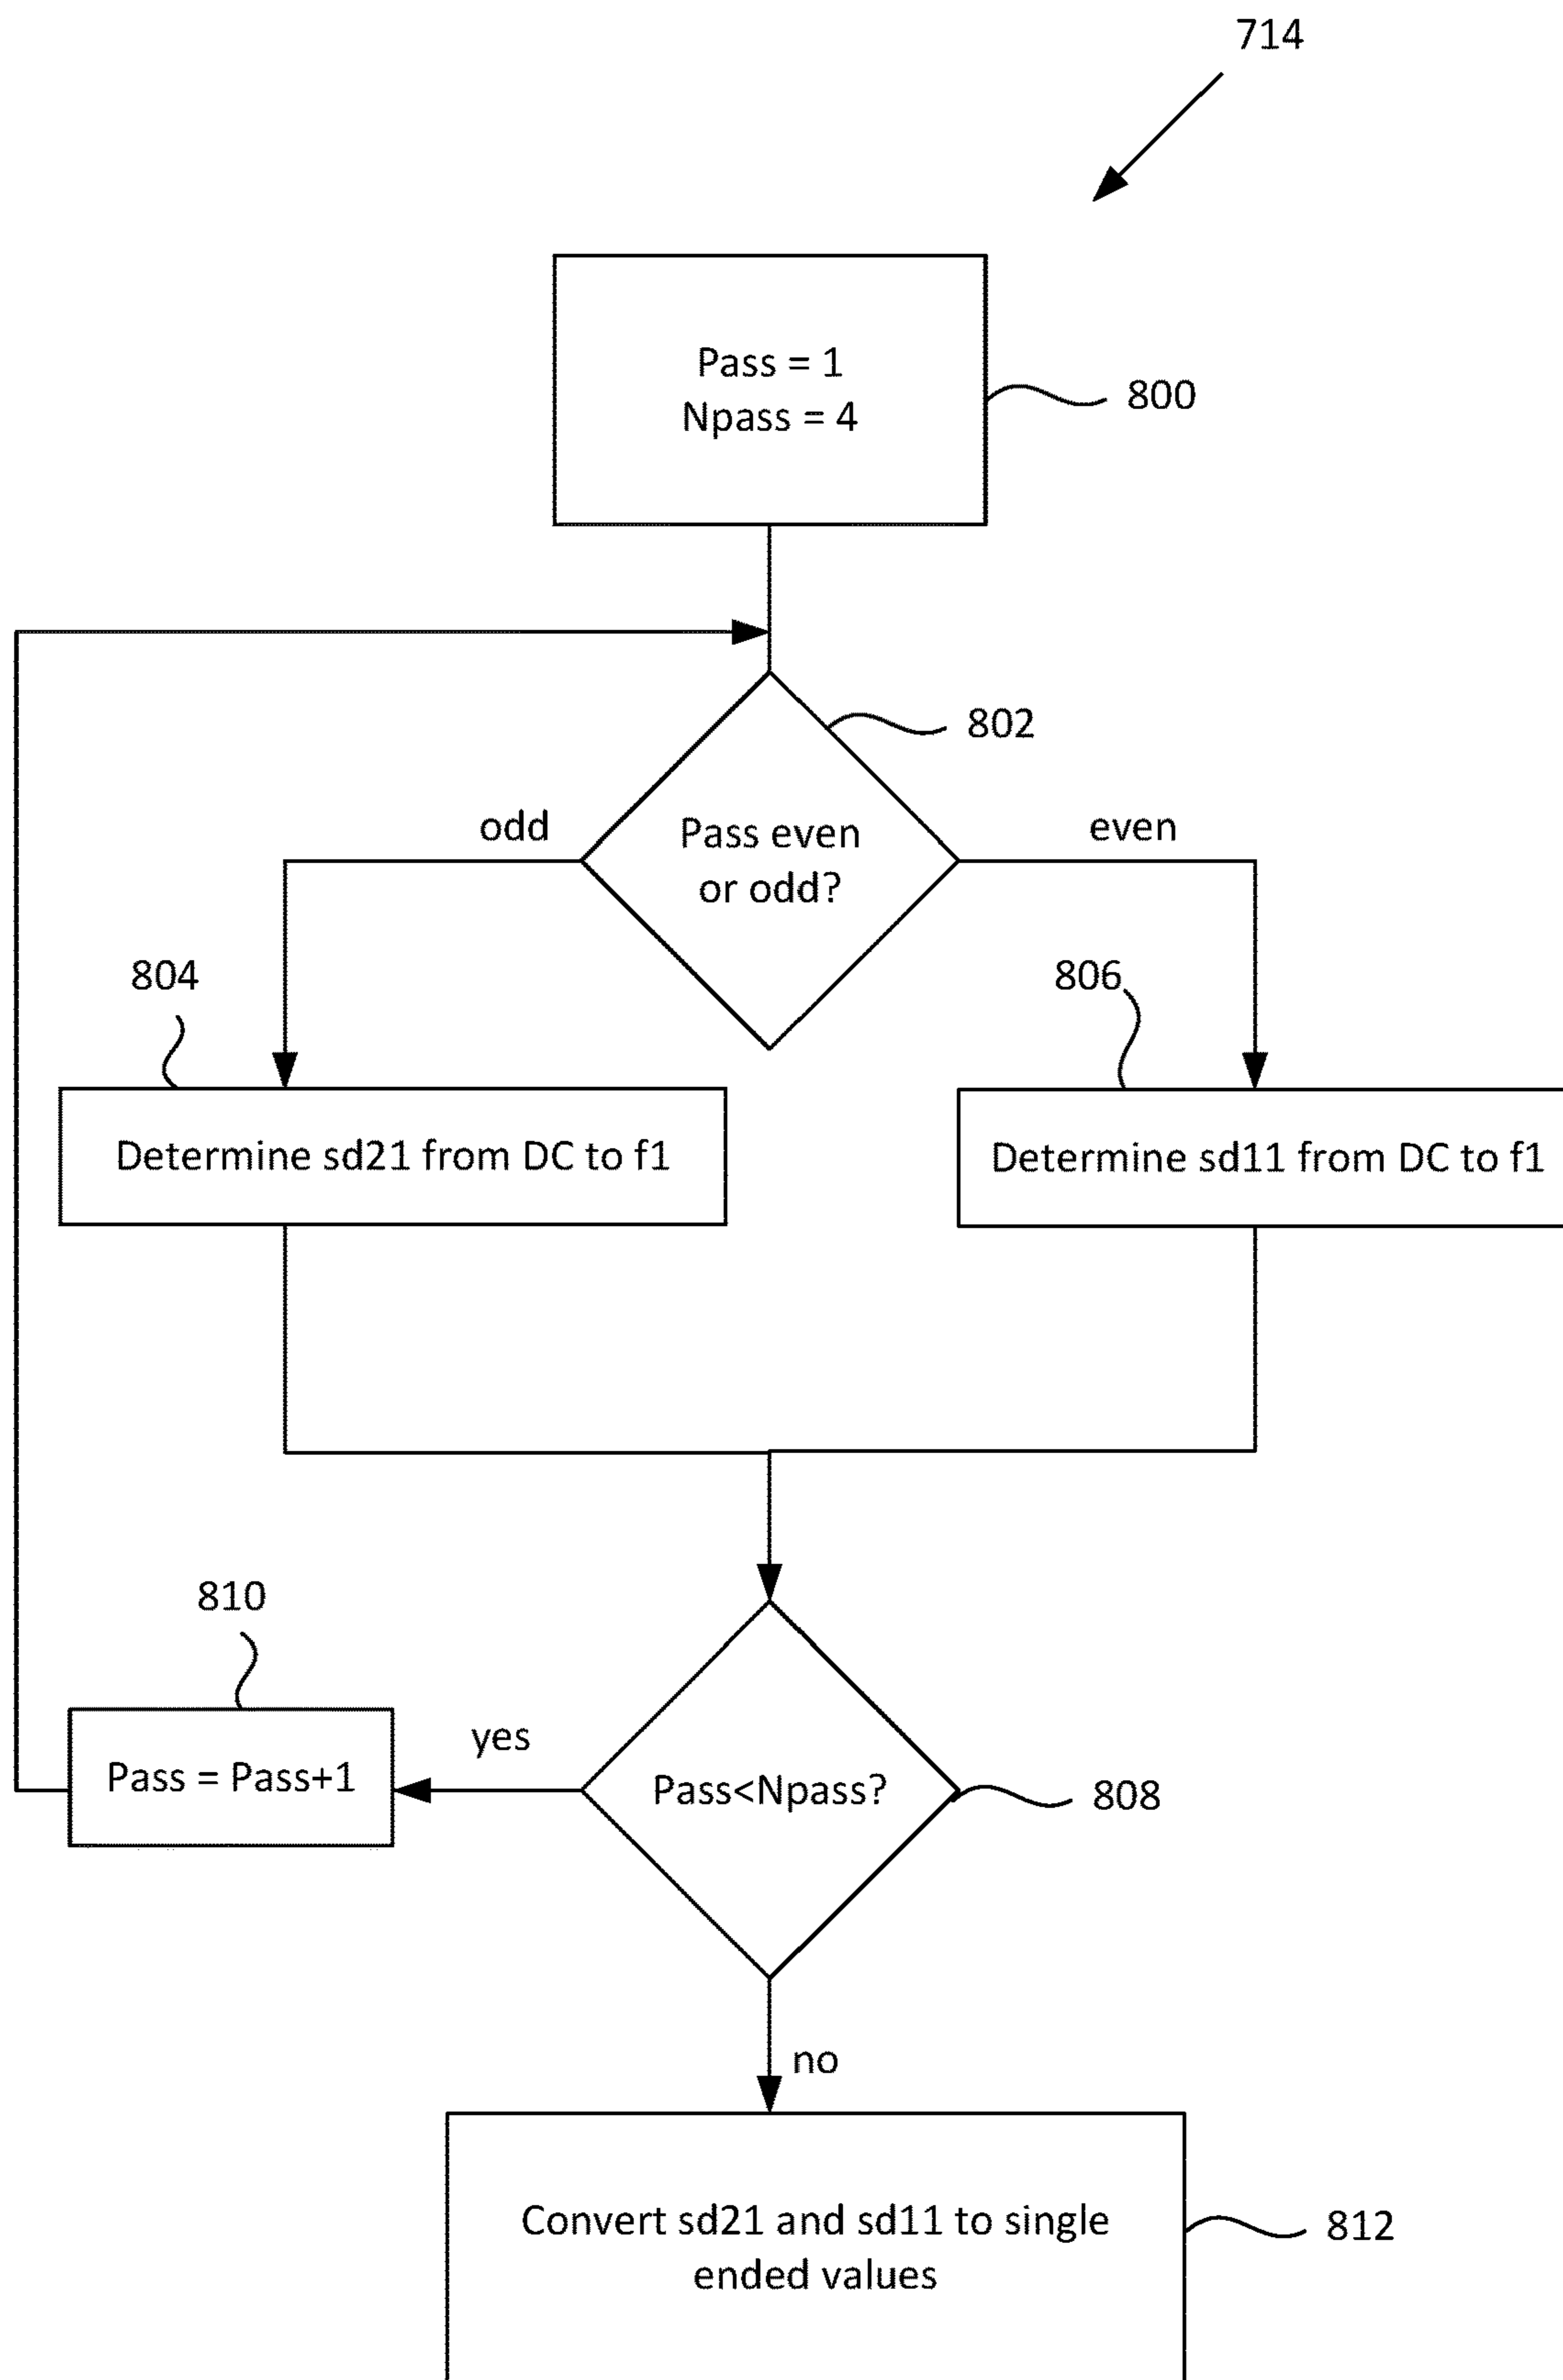 714
Pass = 1
Npass = 4
800
802
odd
Pass even
or odd?
even
804
806
Determine sd21 from DC to f1
Determine sd11 from DC to f1
810
yes
Pass = Pass+1
Pass<Npass?
808
no
Convert sd21 and sd11 to single
ended values
812